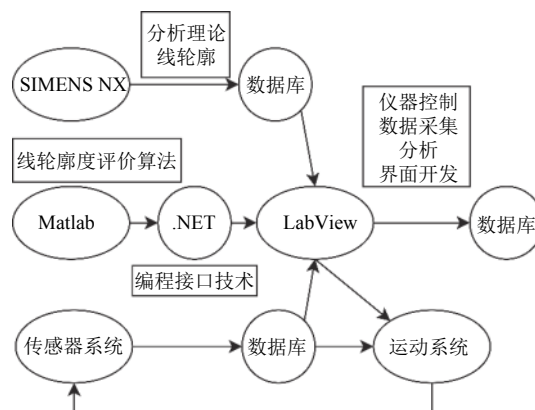 分析理论
线轮廓
SIMENS NX
数据库
仪器控制
数据采集
分析
界面开发
线轮廓度评价算法
Matlab
.NET
LabView
数据库
编程接口技术
传感器系统
数据库
运动系统